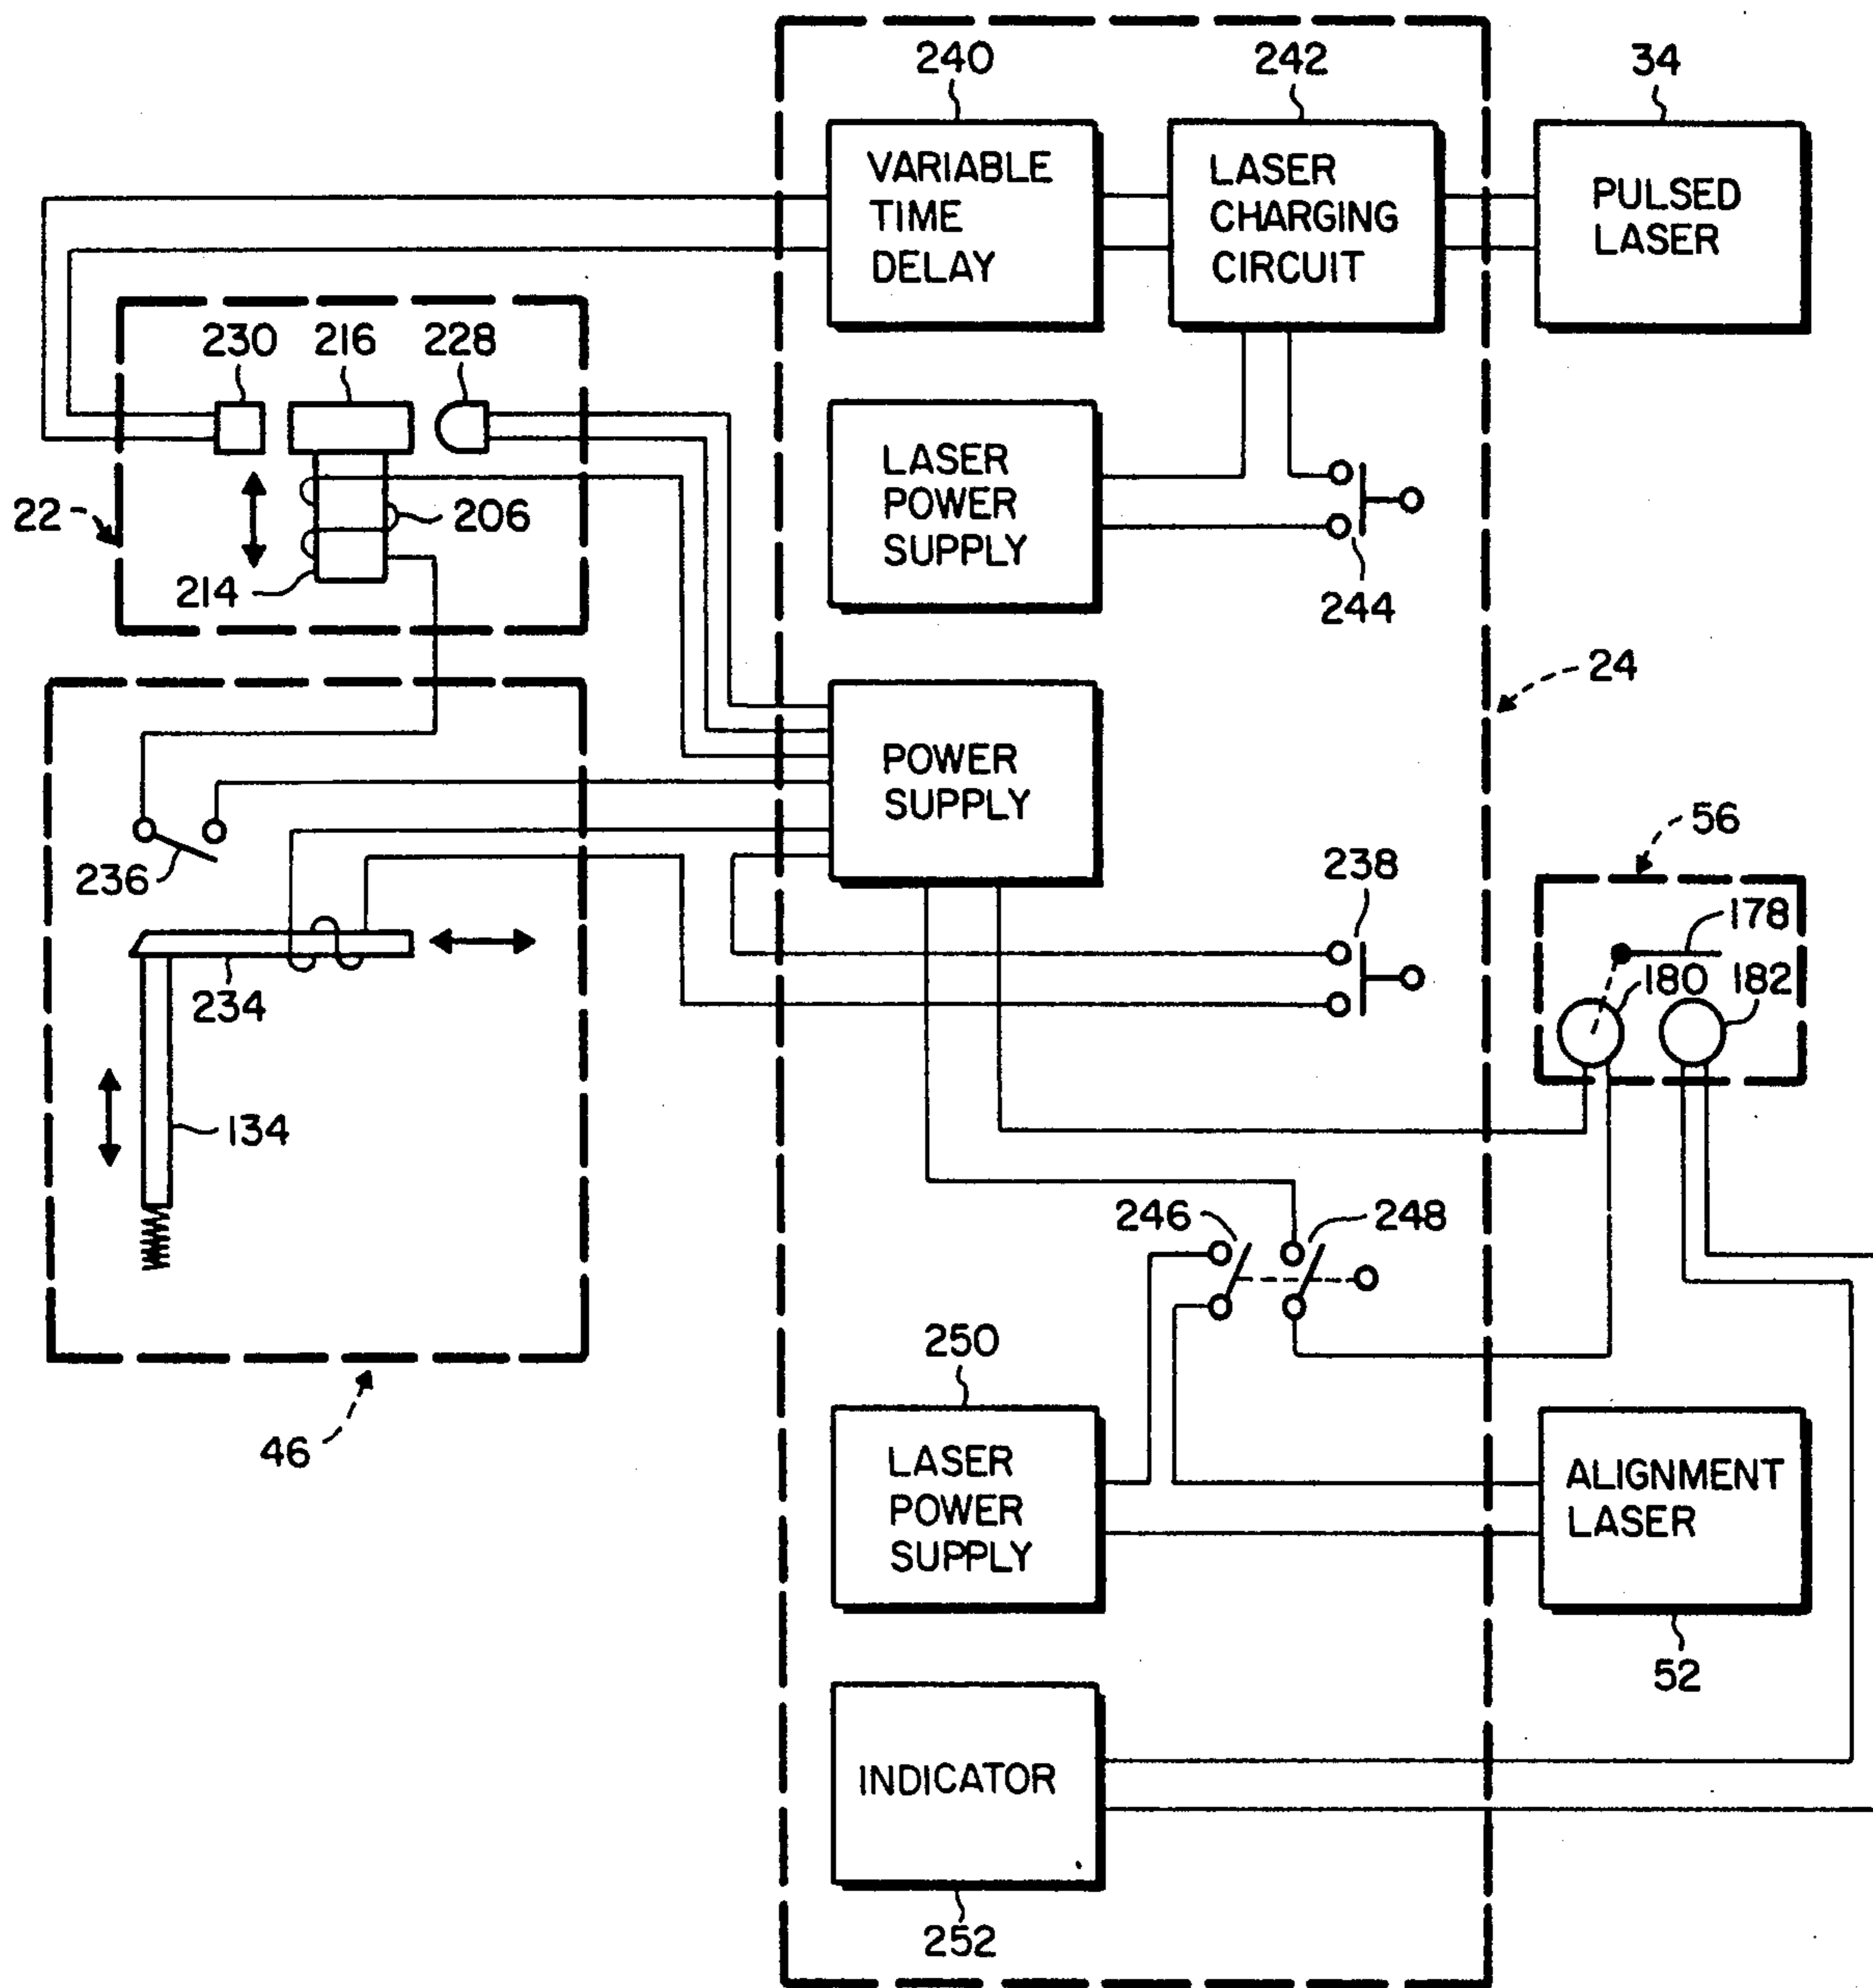 240
242
34
VARIABLE
TIME
DELAY
LASER
CHARGING
CIRCUIT
PULSED
LASER
230
216
228
22
206
214
LASER
POWER
SUPPLY
244
24
POWER
SUPPLY
236
234
134
46
238
56
178
180
182
246
248
250
LASER
POWER
SUPPLY
ALIGNMENT
LASER
52
INDICATOR
252